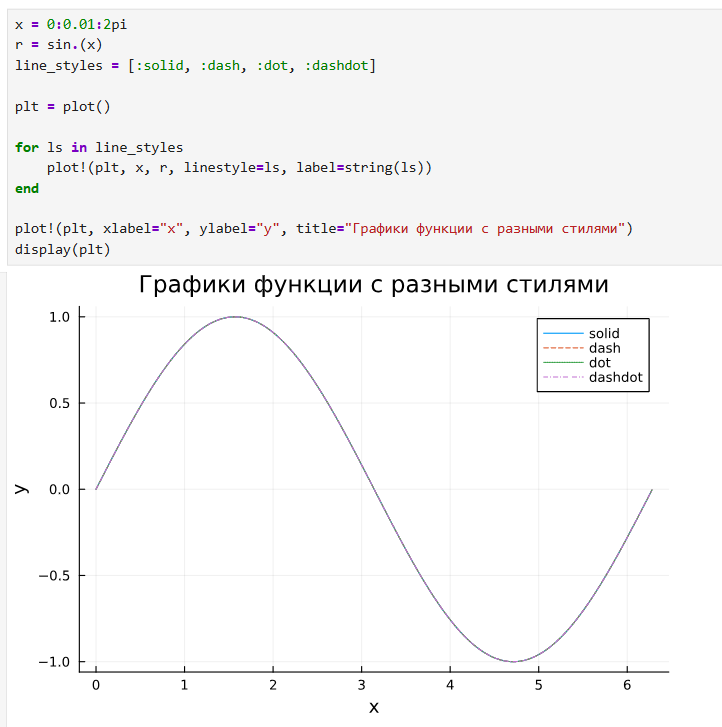 x = 0:0.01:2pi
r = sin.(x)
line_styles = [:solid, :dash, :dot, :dashdot]
plt = plot()
for ls in line_styles
    plot!(plt, x, r, linestyle=ls, label=string(ls))
end
plot!(plt, xlabel="x", ylabel="y", title="Графики функции с разными стилями")
display(plt)
Графики функции с разными стилями
1.0
0.5
0.0
−0.5
−1.0
y
solid
dash
dot
dashdot
0 1 2 3 4 5 6
x